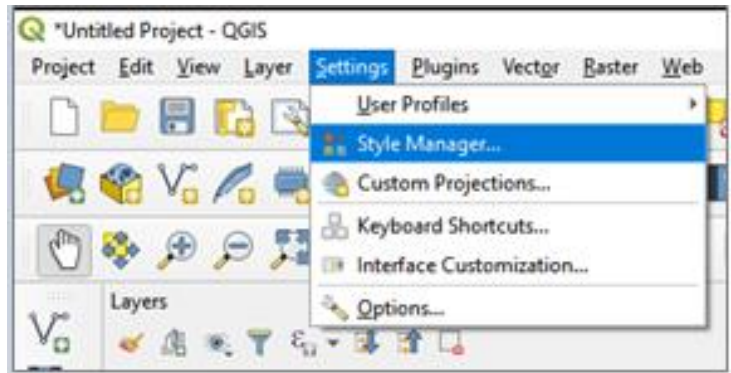 *Untitled Project - QGIS
Project Edit View Layer Settings Plugins Vector Raster Web
User Profiles
Style Manager...
Custom Projections...
Keyboard Shortcuts...
Interface Customization...
Options...
Layers